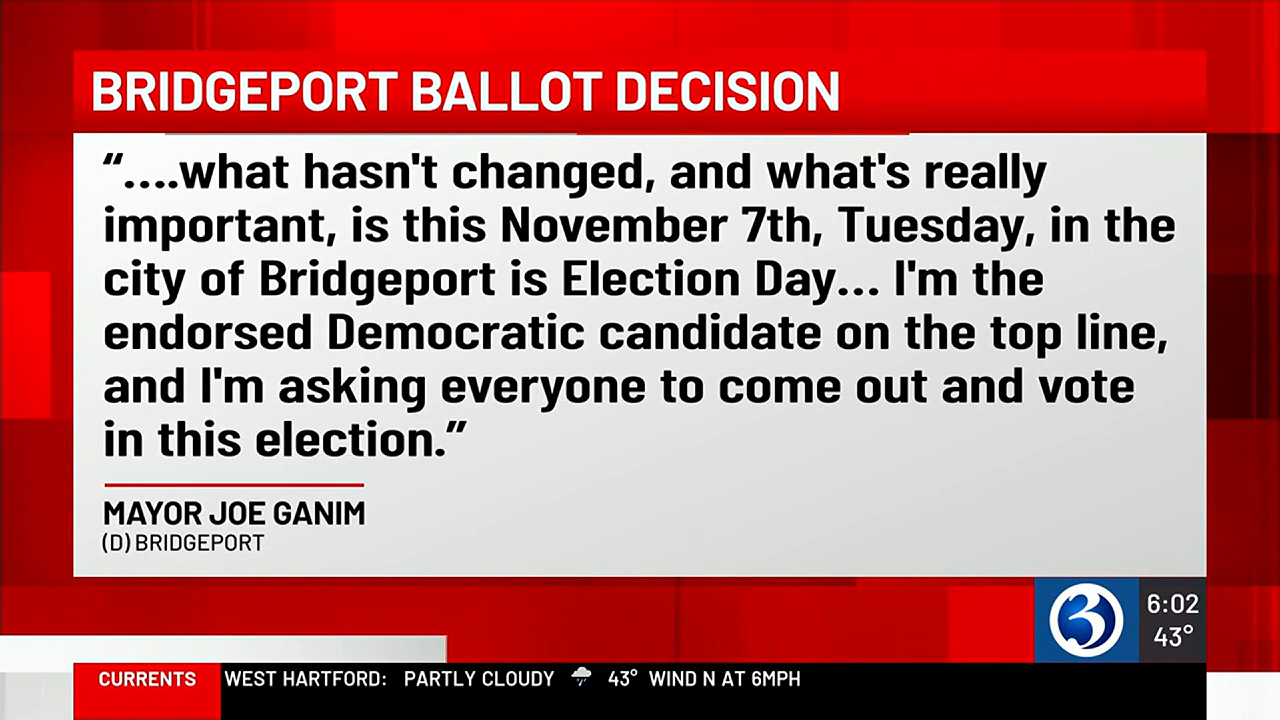 BRIDGEPORT BALLOT DECISION
“....what hasn't changed, and what's really
important, is this November 7th, Tuesday, in the
city of Bridgeport is Election Day... I'm the
endorsed Democratic candidate on the top line,
and I'm asking everyone to come out and vote
in this election.”
MAYOR JOE GANIM
(D) BRIDGEPORT
3
6:02
43°
CURRENTS
WEST HARTFORD: PARTLY CLOUDY 43° WIND N AT 6MPH